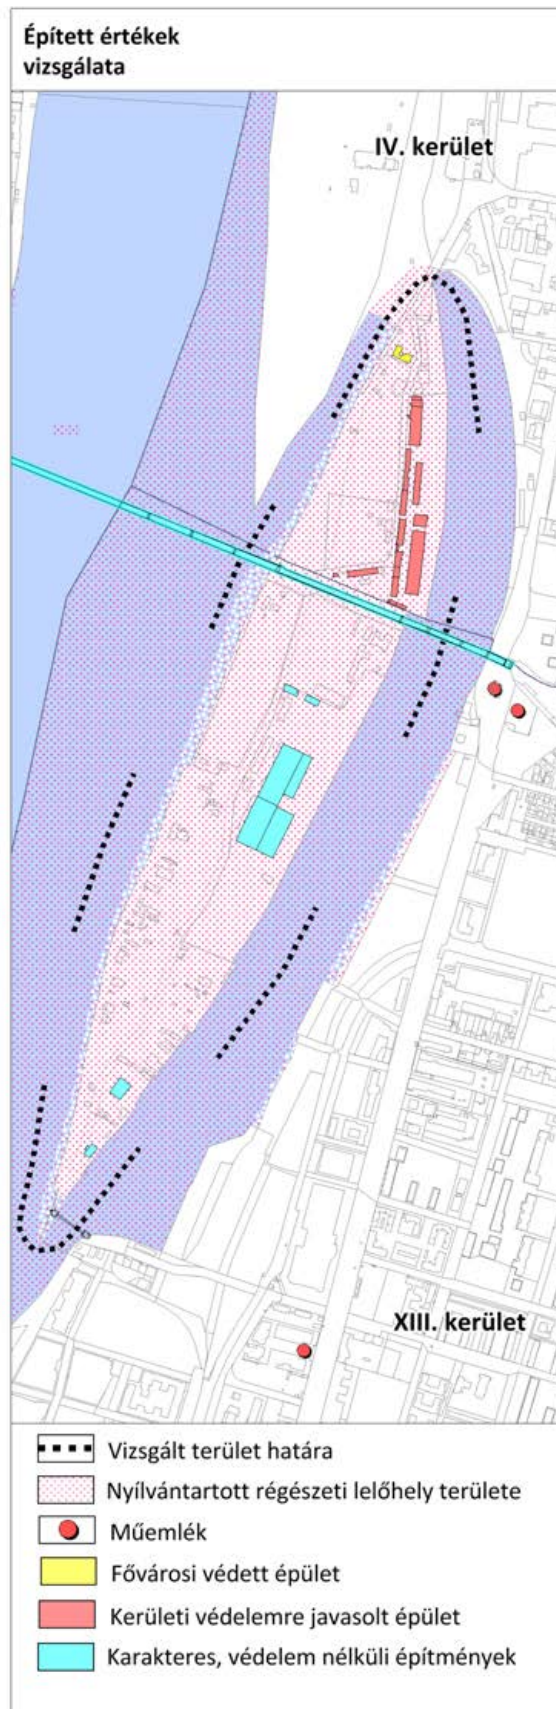 Épített értékek
vizsgálata
IV. kerület
XIII. kerület
Vizsgált terület határa
Nyílvántartott régészeti lelőhely területe
Műemlék
Fővárosi védett épület
Kerületi védelemre javasolt épület
Karakteres, védelem nélküli építmények